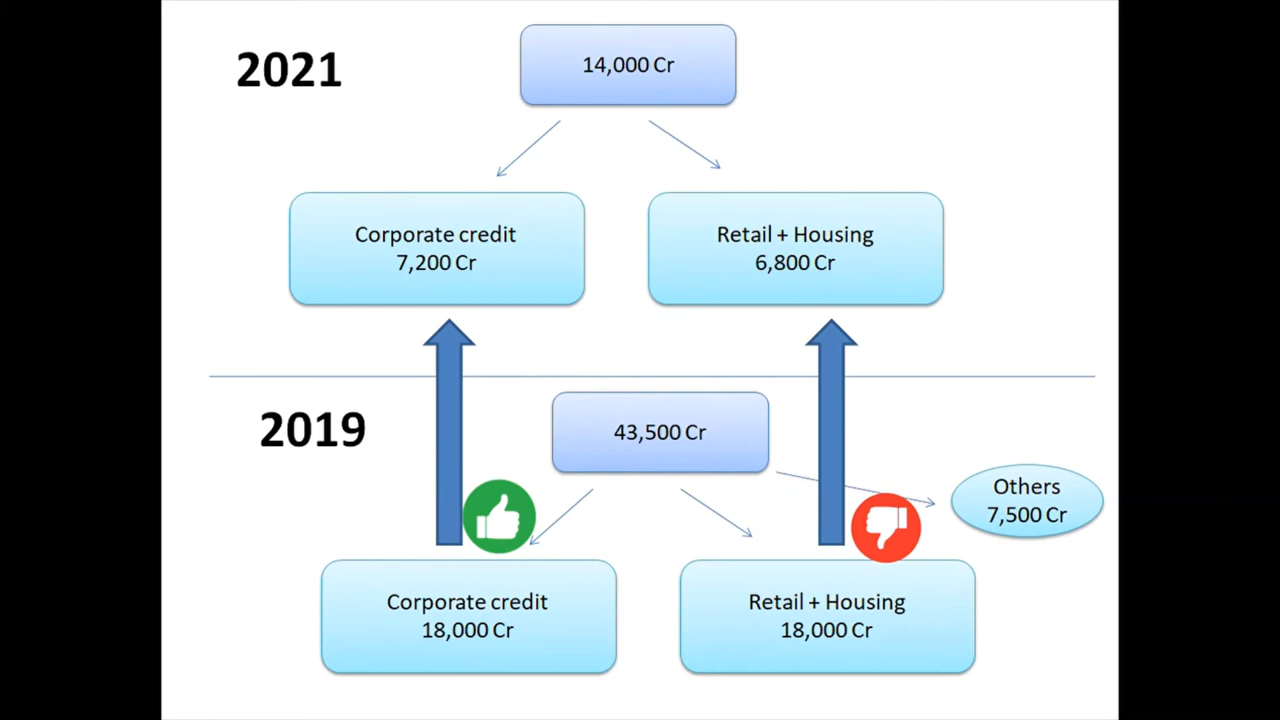 2021
14,000 Cr
Corporate credit
7,200 Cr
Retail + Housing
6,800 Cr
2019
43,500 Cr
Others
7,500 Cr
Corporate credit
18,000 Cr
Retail + Housing
18,000 Cr